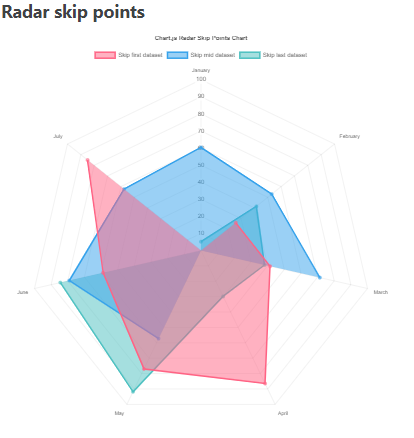 Radar skip points
Chart.js Radar Skip Points Chart
Skip first dataset Skip mid dataset Skip last dataset
January
100
90
80
70
60
50
40
30
20
10
July
February
June
March
May
April